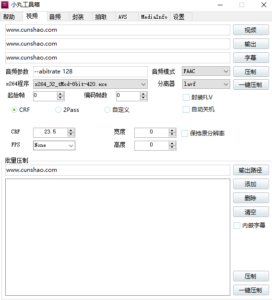 小丸工具箱
帮助 视频 音频 封装 抽取 AVS MediaInfo 设置
www.cunshao.com 视频
www.cunshao.com 输出
www.cunshao.com 字幕
音频参数 --abitrate 128 音频模式 FAAC 压制
x264程序 x264_32_tMod-8bit-420.exe 分离器 lavf 一键压制
起始帧 0 编码帧数 0 封装FLV
CRF 2Pass 自定义 自动关机
CRF 23.5 宽度 0 保持原分辨率
FPS None 高度 0
批量压制
www.cunshao.com 输出路径
添加
删除
清空
内嵌字幕
压制
一键压制